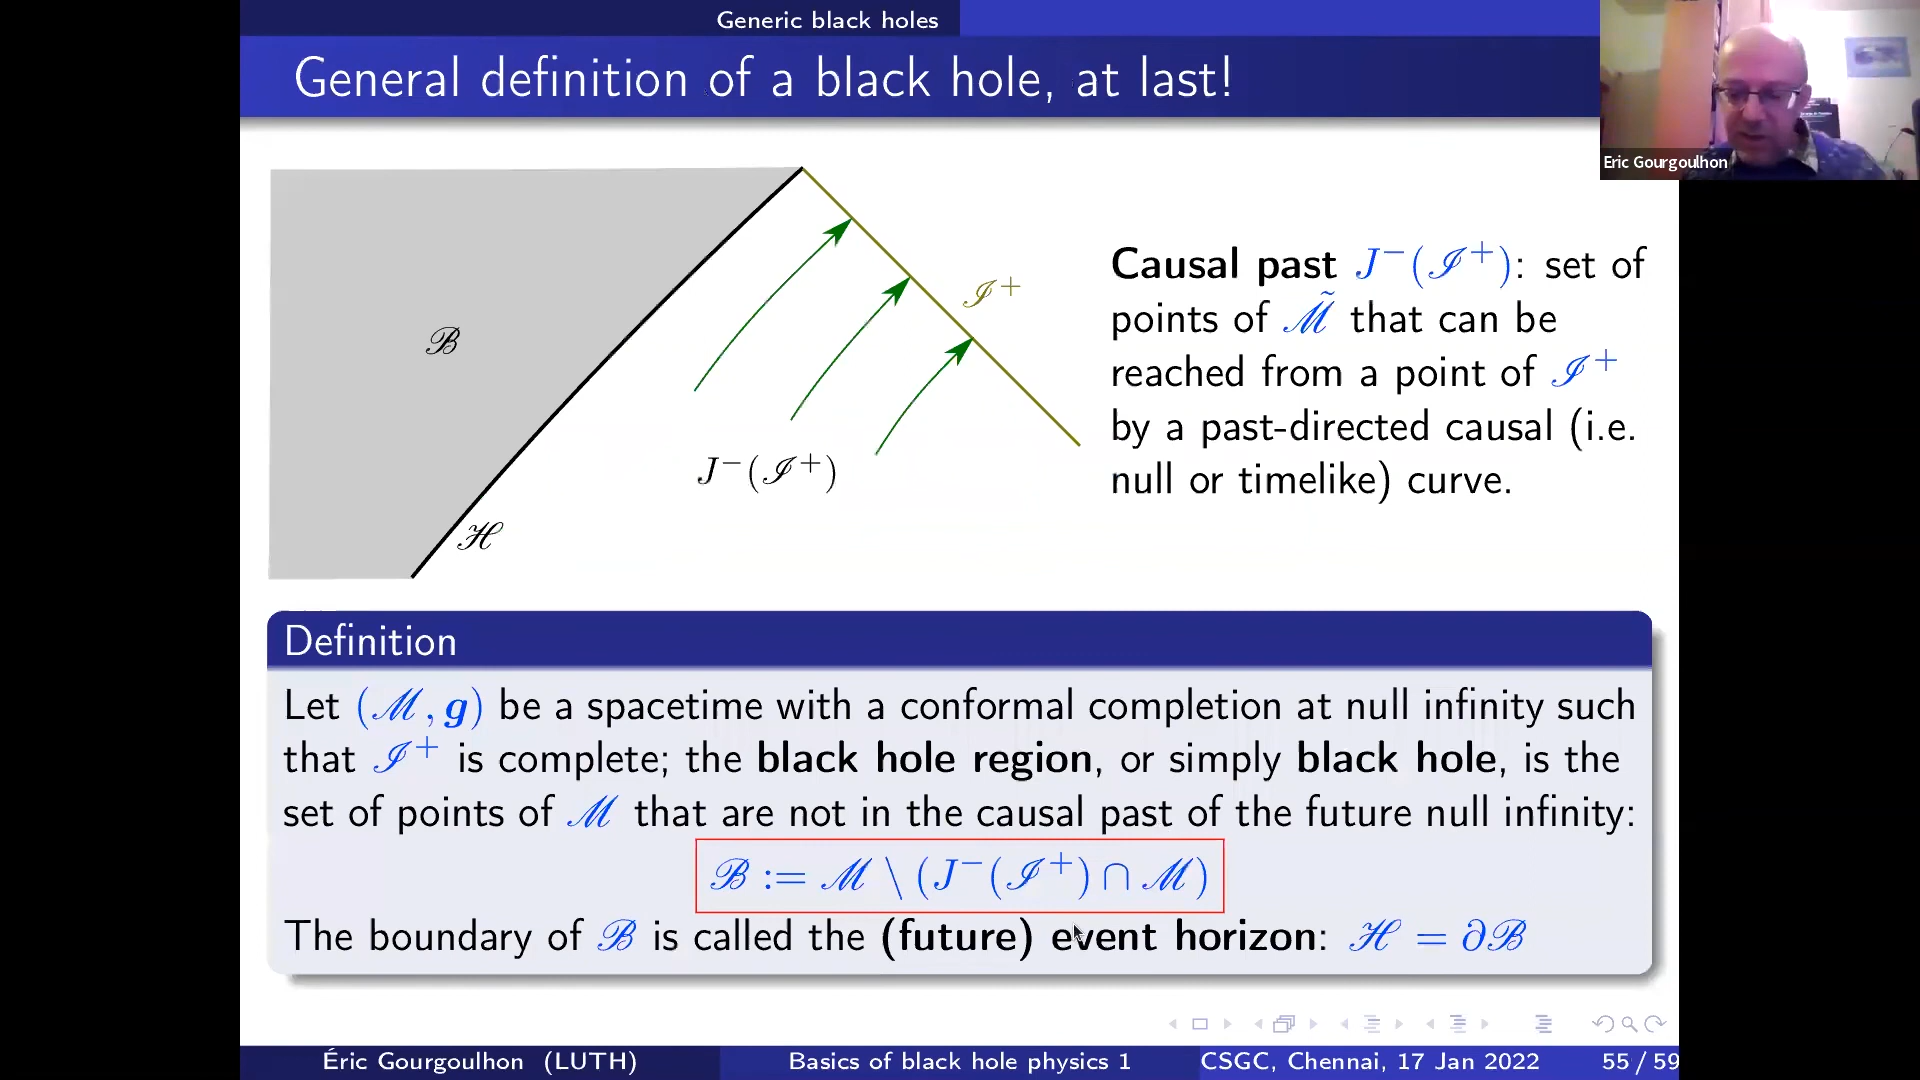 Generic black holes
General definition of a black hole, at last!
Eric Gourgoulhon
ℬ
ℋ
J⁻(ℐ⁺)
ℐ⁺
Causal past J⁻(ℐ⁺): set of
points of ℳ̃ that can be
reached from a point of ℐ⁺
by a past-directed causal (i.e.
null or timelike) curve.
Definition
Let (ℳ, g) be a spacetime with a conformal completion at null infinity such
that ℐ⁺ is complete; the black hole region, or simply black hole, is the
set of points of ℳ that are not in the causal past of the future null infinity:
ℬ := ℳ \ (J⁻(ℐ⁺) ∩ ℳ)
The boundary of ℬ is called the (future) event horizon: ℋ = ∂ℬ
Éric Gourgoulhon (LUTH)
Basics of black hole physics 1
CSGC, Chennai, 17 Jan 2022
55 / 59